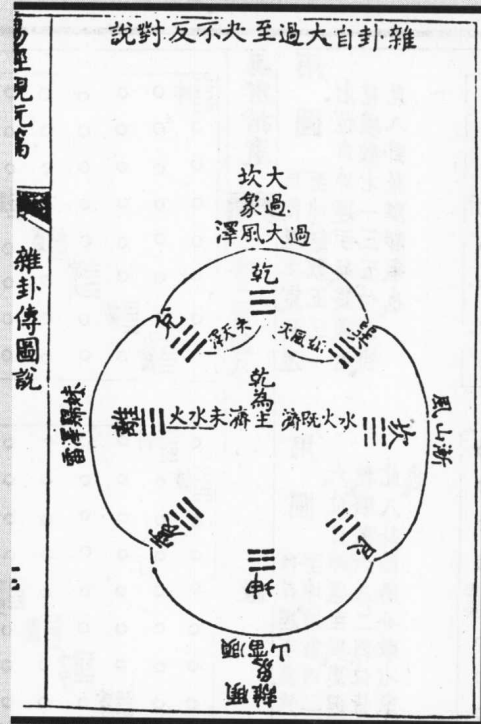 雜卦自大過至夬不反對說
易經現元篇
雜卦傳圖說
大過
坎象
澤風大過
乾
兌
巽
澤天夬
天風姤
乾為主
離
坎
火水未濟
水火既濟
雷澤歸妹
風山漸
震
艮
坤
山雷頤
離象